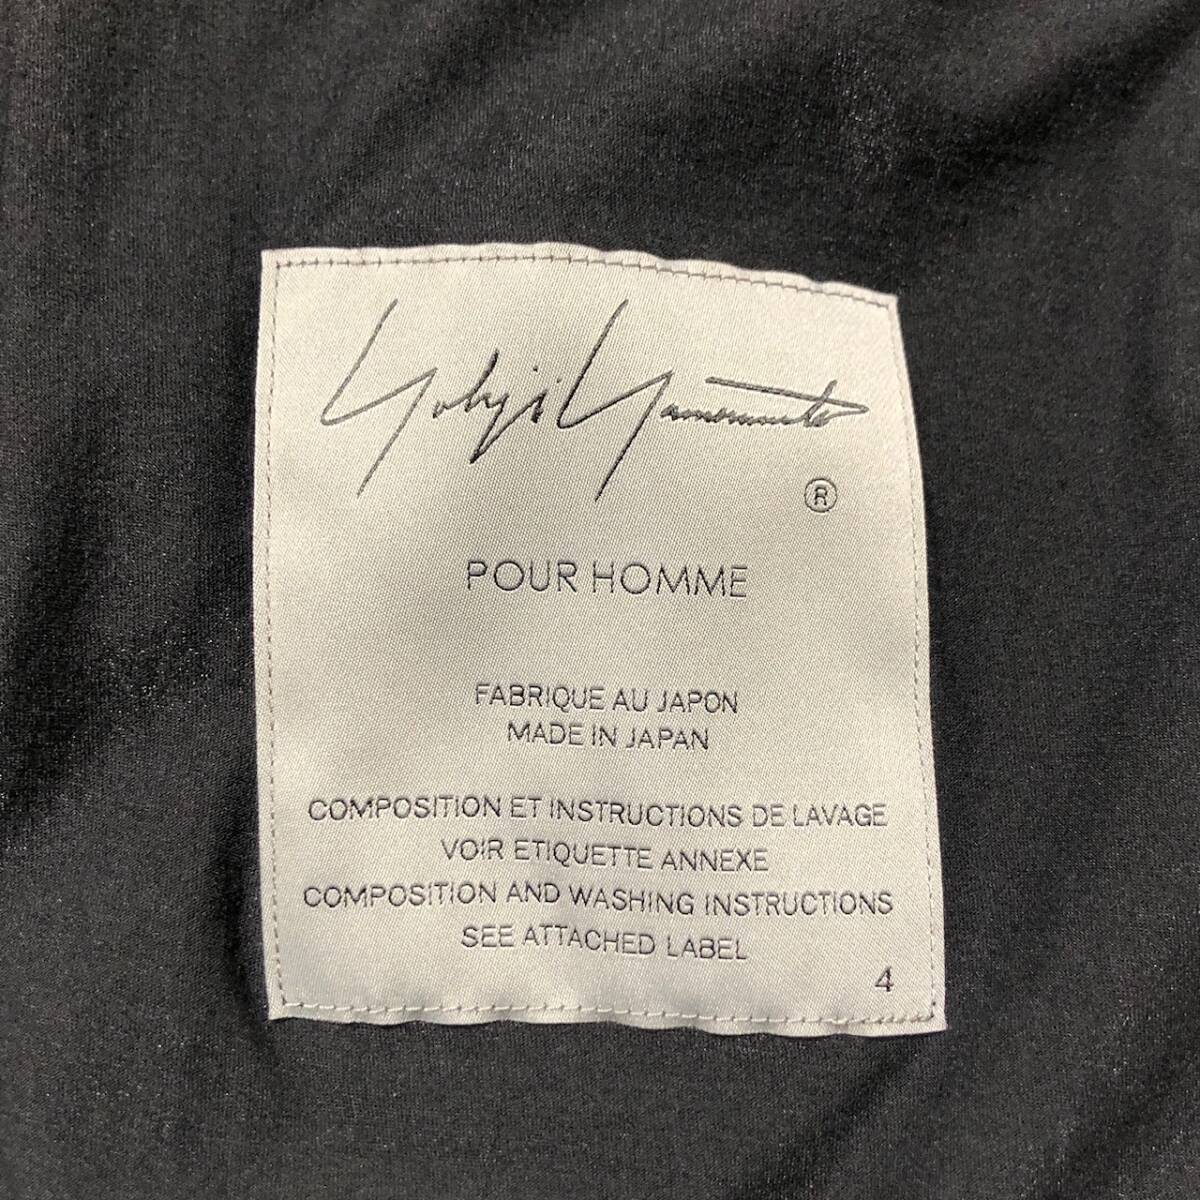 Yohji Yamamoto
®
POUR HOMME
FABRIQUE AU JAPON
MADE IN JAPAN
COMPOSITION ET INSTRUCTIONS DE LAVAGE
VOIR ETIQUETTE ANNEXE
COMPOSITION AND WASHING INSTRUCTIONS
SEE ATTACHED LABEL
4